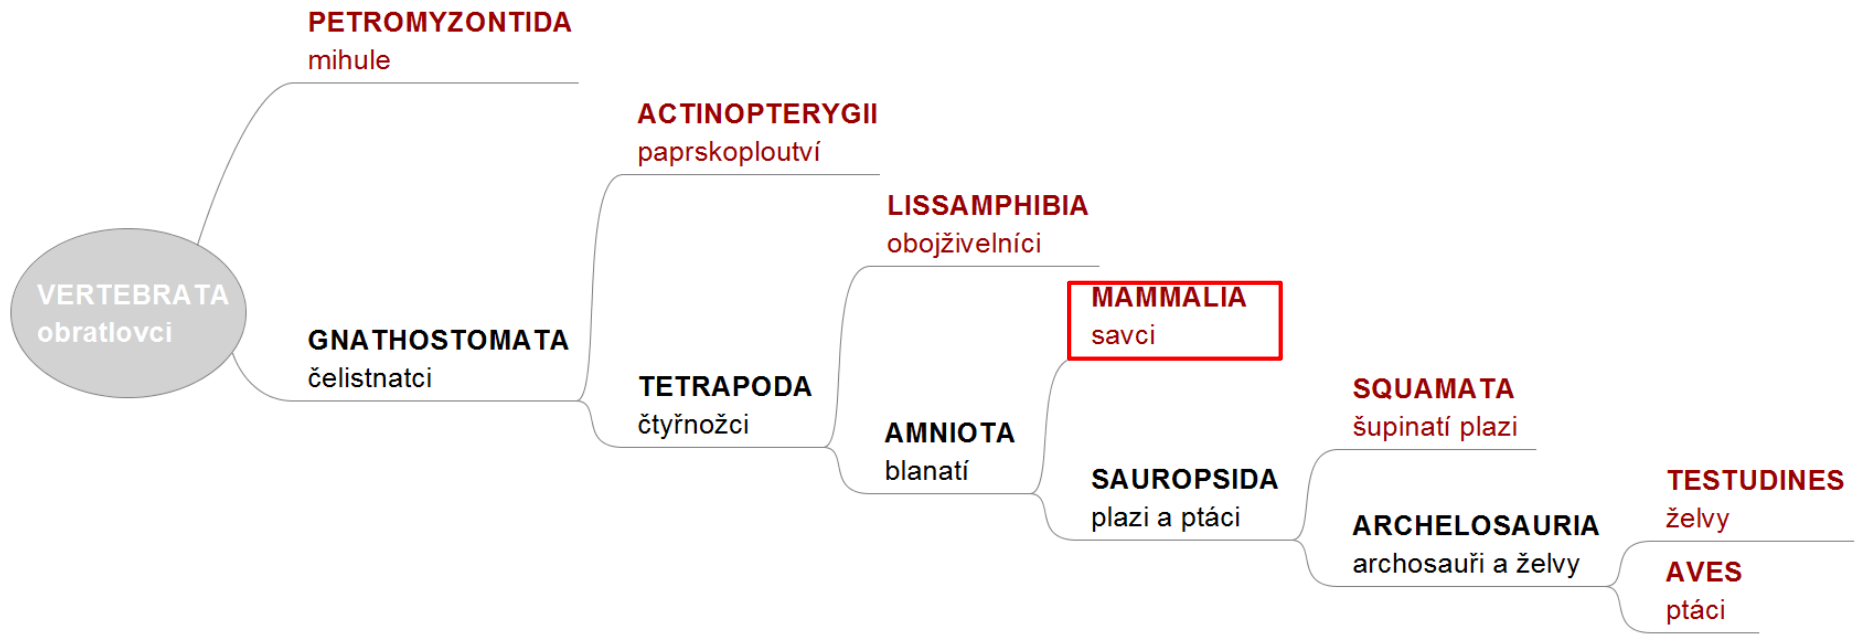 PETROMYZONTIDA
mihule
ACTINOPTERYGII
paprskoploutví
LISSAMPHIBIA
obojživelníci
VERTEBRATA
obratlovci
MAMMALIA
savci
GNATHOSTOMATA
čelistnatci
TETRAPODA
čtyřnožci
SQUAMATA
šupinatí plazi
AMNIOTA
blanatí
SAUROPSIDA
plazi a ptáci
TESTUDINES
želvy
ARCHELOSAURIA
archosauři a želvy
AVES
ptáci